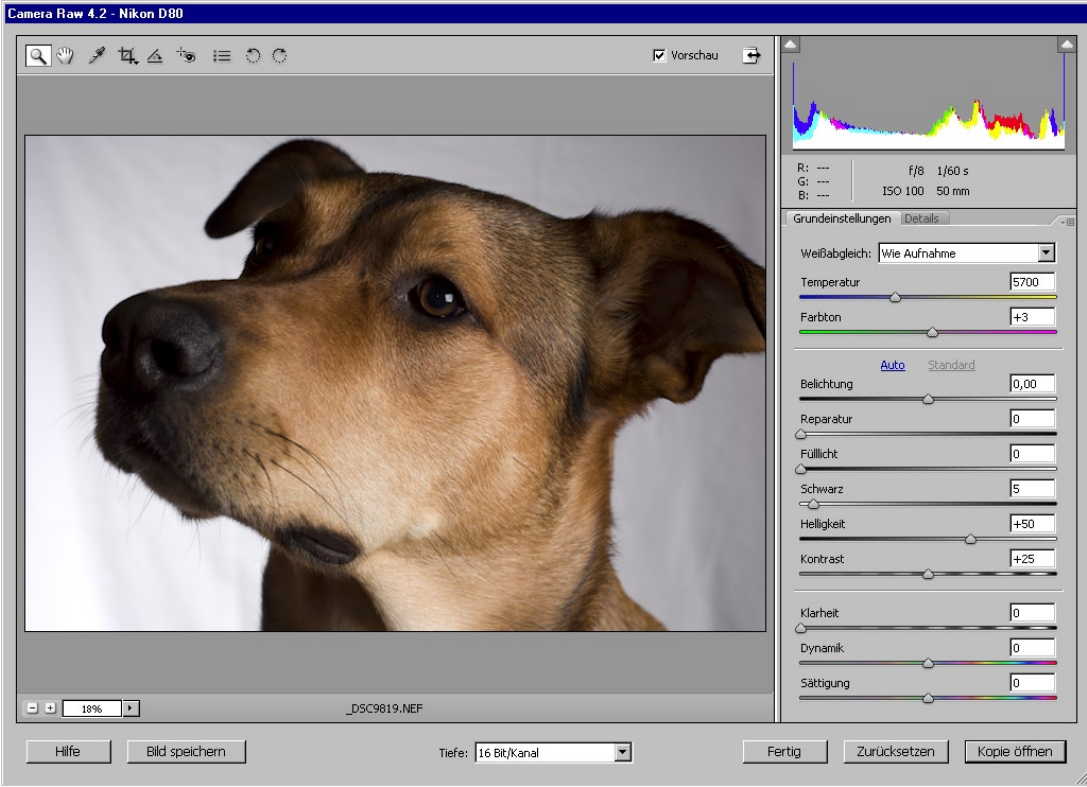 Camera Raw 4.2 - Nikon D80
Vorschau
R: ---
G: ---
B: ---
f/8 1/60 s
ISO 100 50 mm
Grundeinstellungen Details
Weißabgleich: Wie Aufnahme
Temperatur 5700
Farbton +3
Auto Standard
Belichtung 0,00
Reparatur 0
Fülllicht 0
Schwarz 5
Helligkeit +50
Kontrast +25
Klarheit 0
Dynamik 0
Sättigung 0
18% _DSC9819.NEF
Hilfe Bild speichern Tiefe: 16 Bit/Kanal Fertig Zurücksetzen Kopie öffnen